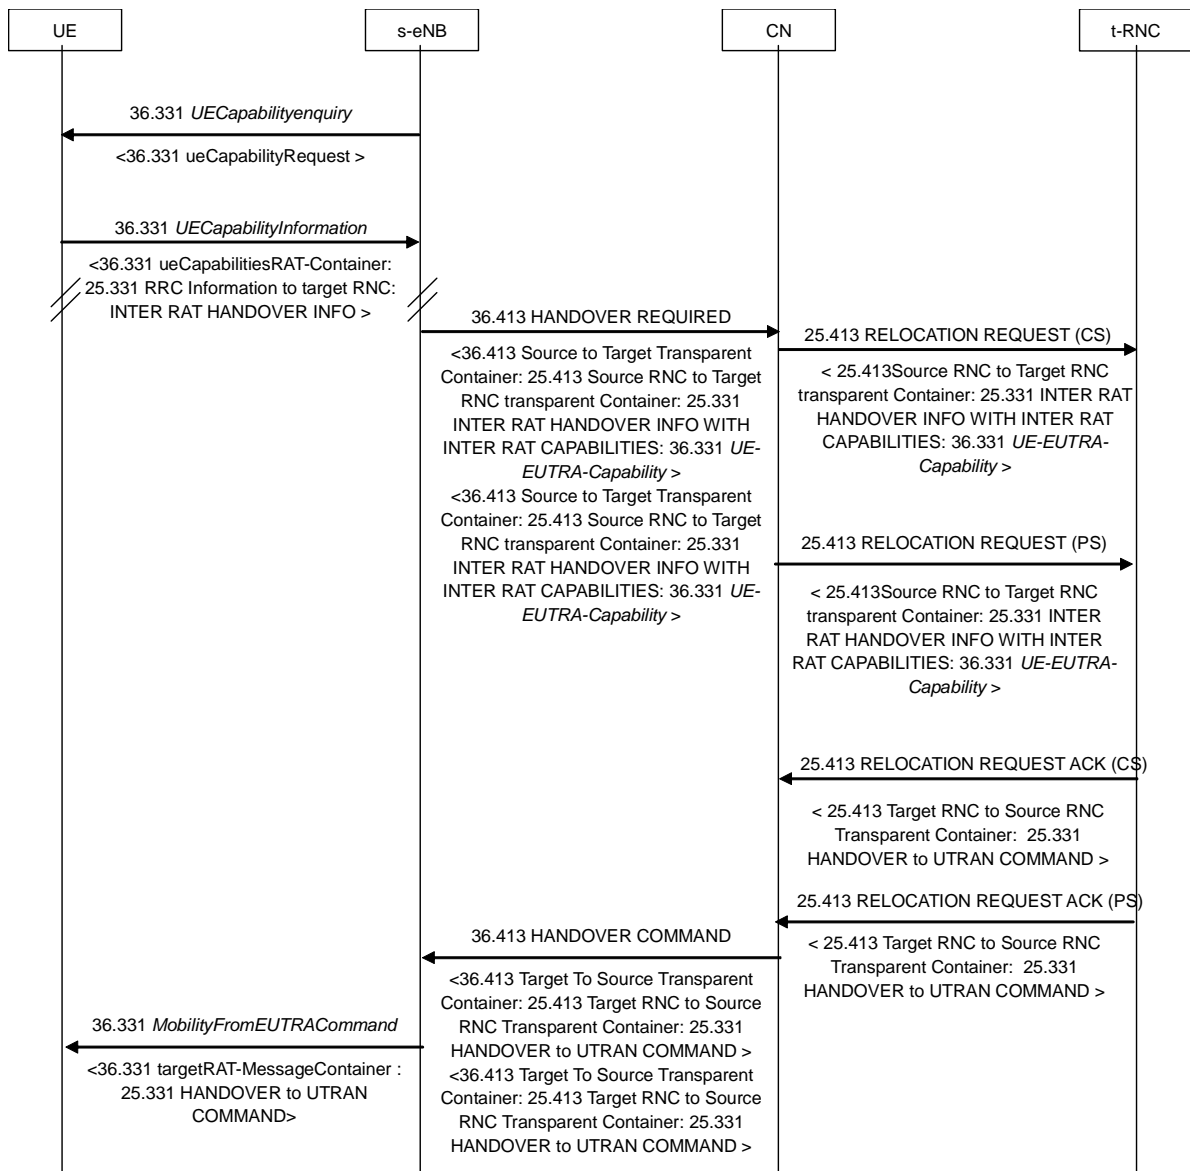 UE
s-eNB
CN
t-RNC
36.331 UECapabilityenquiry
<36.331 ueCapabilityRequest >
36.331 UECapabilityInformation
<36.331 ueCapabilitiesRAT-Container:
25.331 RRC Information to target RNC:
INTER RAT HANDOVER INFO >
36.413 HANDOVER REQUIRED
<36.413 Source to Target Transparent
Container: 25.413 Source RNC to Target
RNC transparent Container: 25.331
INTER RAT HANDOVER INFO WITH
INTER RAT CAPABILITIES: 36.331 UE-
EUTRA-Capability >
<36.413 Source to Target Transparent
Container: 25.413 Source RNC to Target
RNC transparent Container: 25.331
INTER RAT HANDOVER INFO WITH
INTER RAT CAPABILITIES: 36.331 UE-
EUTRA-Capability >
25.413 RELOCATION REQUEST (CS)
< 25.413Source RNC to Target RNC
transparent Container: 25.331 INTER RAT
HANDOVER INFO WITH INTER RAT
CAPABILITIES: 36.331 UE-EUTRA-
Capability >
25.413 RELOCATION REQUEST (PS)
< 25.413Source RNC to Target RNC
transparent Container: 25.331 INTER
RAT HANDOVER INFO WITH INTER
RAT CAPABILITIES: 36.331 UE-EUTRA-
Capability >
25.413 RELOCATION REQUEST ACK (CS)
< 25.413 Target RNC to Source RNC
Transparent Container: 25.331
HANDOVER to UTRAN COMMAND >
25.413 RELOCATION REQUEST ACK (PS)
< 25.413 Target RNC to Source RNC
Transparent Container: 25.331
HANDOVER to UTRAN COMMAND >
36.413 HANDOVER COMMAND
<36.413 Target To Source Transparent
Container: 25.413 Target RNC to Source
RNC Transparent Container: 25.331
HANDOVER to UTRAN COMMAND >
<36.413 Target To Source Transparent
Container: 25.413 Target RNC to Source
RNC Transparent Container: 25.331
HANDOVER to UTRAN COMMAND >
36.331 MobilityFromEUTRACommand
<36.331 targetRAT-MessageContainer :
25.331 HANDOVER to UTRAN
COMMAND>